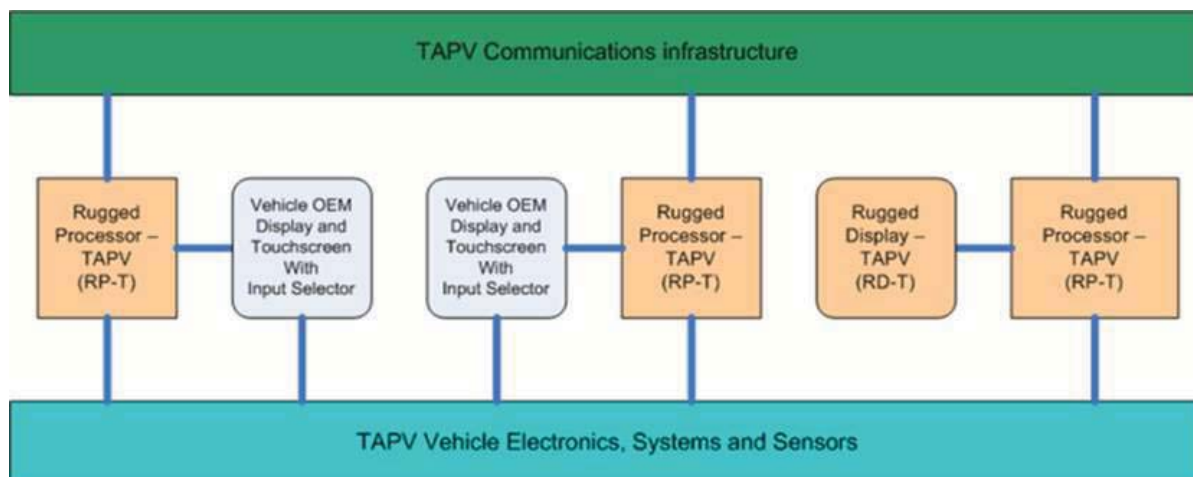 TAPV Communications infrastructure
Rugged
Processor –
TAPV
(RP-T)
Vehicle OEM
Display and
Touchscreen
With
Input Selector
Vehicle OEM
Display and
Touchscreen
With
Input Selector
Rugged
Processor –
TAPV
(RP-T)
Rugged
Display –
TAPV
(RD-T)
Rugged
Processor –
TAPV
(RP-T)
TAPV Vehicle Electronics, Systems and Sensors